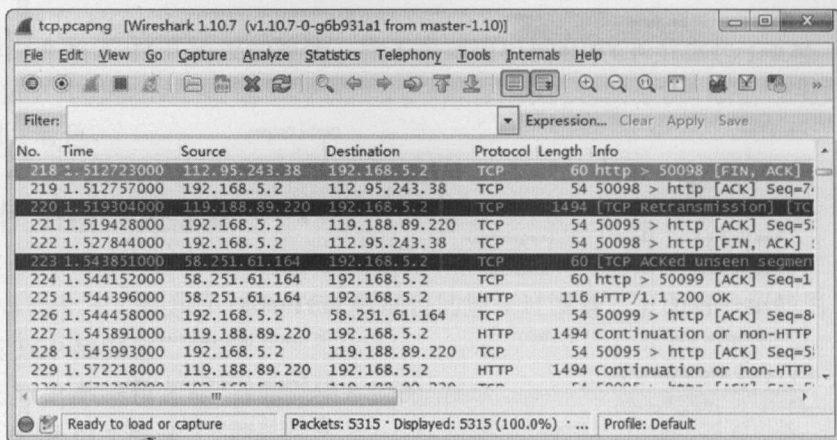 tcp.pcapng [Wireshark 1.10.7 (v1.10.7-0-g6b931a1 from master-1.10)]
File Edit View Go Capture Analyze Statistics Telephony Tools Internals Help
Filter: Expression... Clear Apply Save
No. Time Source Destination Protocol Length Info
218 1.512723000 112.95.243.38 192.168.5.2 TCP 60 http > 50098 [FIN, ACK]
219 1.512757000 192.168.5.2 112.95.243.38 TCP 54 50098 > http [ACK] Seq=7
220 1.519304000 119.188.89.220 192.168.5.2 TCP 1494 [TCP Retransmission] [TC
221 1.519428000 192.168.5.2 119.188.89.220 TCP 54 50095 > http [ACK] Seq=5
222 1.527844000 192.168.5.2 112.95.243.38 TCP 54 50098 > http [FIN, ACK]
223 1.543851000 58.251.61.164 192.168.5.2 TCP 60 [TCP ACKed unseen segmen
224 1.544152000 58.251.61.164 192.168.5.2 TCP 60 http > 50099 [ACK] Seq=1
225 1.544396000 58.251.61.164 192.168.5.2 HTTP 116 HTTP/1.1 200 OK
226 1.544458000 192.168.5.2 58.251.61.164 TCP 54 50099 > http [ACK] Seq=8
227 1.545891000 119.188.89.220 192.168.5.2 HTTP 1494 Continuation or non-HTTP
228 1.545993000 192.168.5.2 119.188.89.220 TCP 54 50095 > http [ACK] Seq=5
229 1.572218000 119.188.89.220 192.168.5.2 HTTP 1494 Continuation or non-HTTP
Ready to load or capture Packets: 5315 · Displayed: 5315 (100.0%) · ... Profile: Default